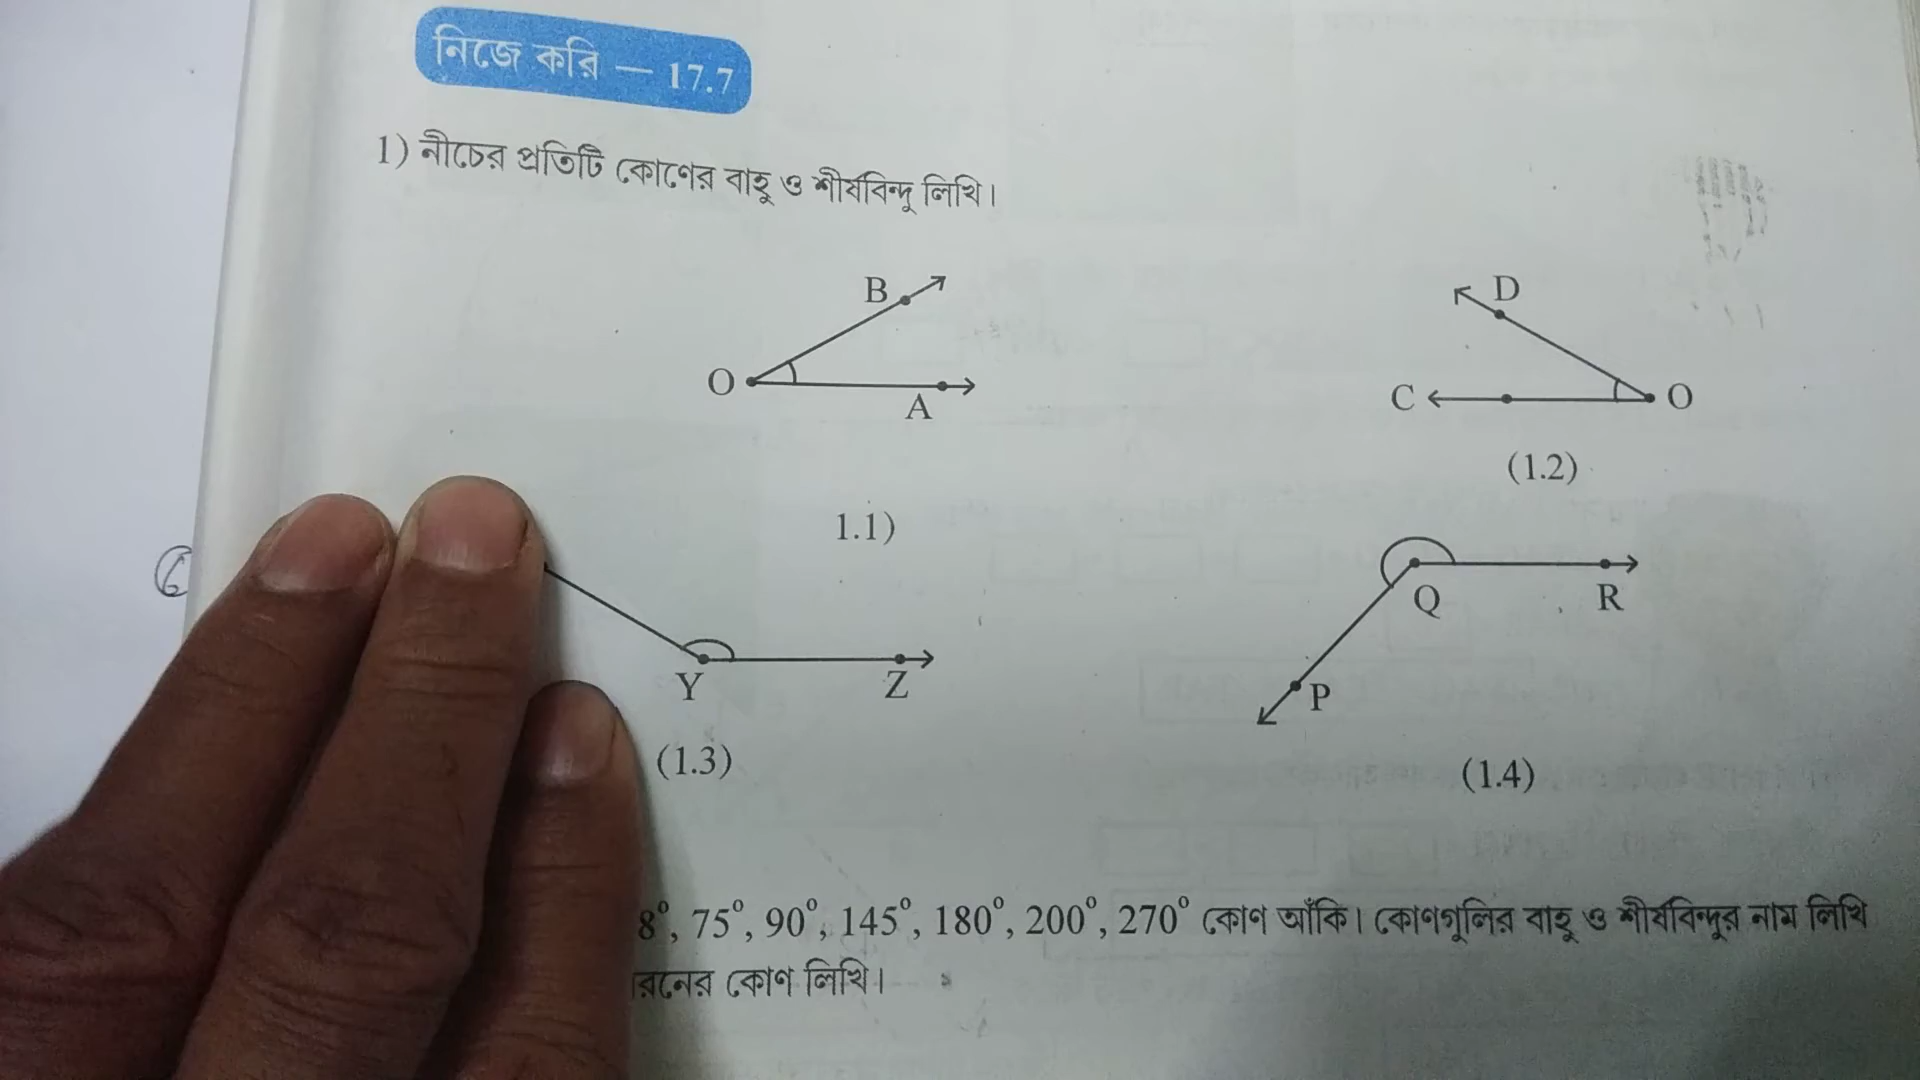 নিজে করি — 17.7
1) নীচের প্রতিটি কোণের বাহু ও শীর্ষবিন্দু লিখি।
B
O
A
1.1)
D
C
O
(1.2)
Y
Z
(1.3)
Q
R
P
(1.4)
8°, 75°, 90°, 145°, 180°, 200°, 270° কোণ আঁকি। কোণগুলির বাহু ও শীর্ষবিন্দুর নাম লিখি
কোণ লিখি।